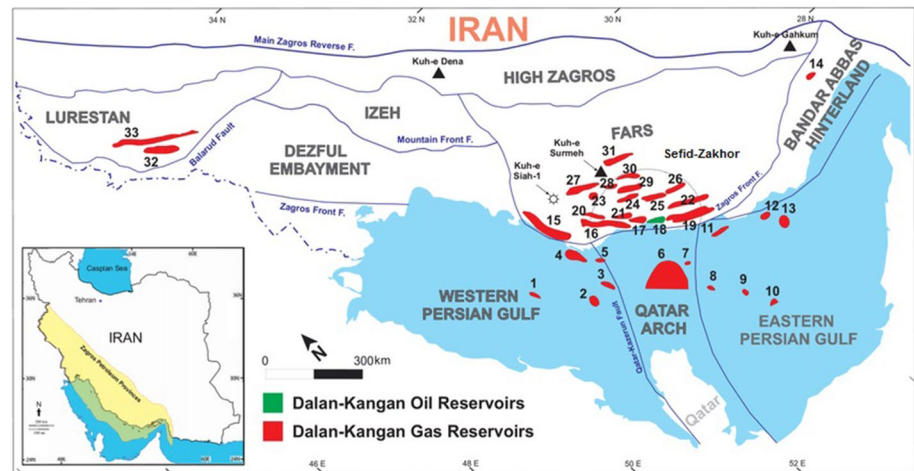 34 N
32 N
30 N
28 N
IRAN
Main Zagros Reverse F.
Kuh-e Gahkum
Kuh-e Dena
14
HIGH ZAGROS
BANDAR ABBAS
HINTERLAND
LURESTAN
IZEH
33
32
Balarud Fault
Mountain Front F.
FARS
Sefid-Zakhor
Kuh-e
Surmeh
31
DEZFUL
EMBAYMENT
Kuh-e
Siah-1
30
27
28
29
26
23
24
25
22
Zagros Front F.
Zagros Front F.
20
21
15
16
17
18
19
11
12
13
4
5
6
7
1
2
3
8
9
10
WESTERN
PERSIAN GULF
QATAR
ARCH
EASTERN
PERSIAN GULF
Qatar-Kazerun Fault
Qatar
N
0
300km
Dalan-Kangan Oil Reservoirs
Dalan-Kangan Gas Reservoirs
Caspian Sea
Tehran
IRAN
Zagros Petroleum Provinces
N
46 E
48 E
50 E
52 E